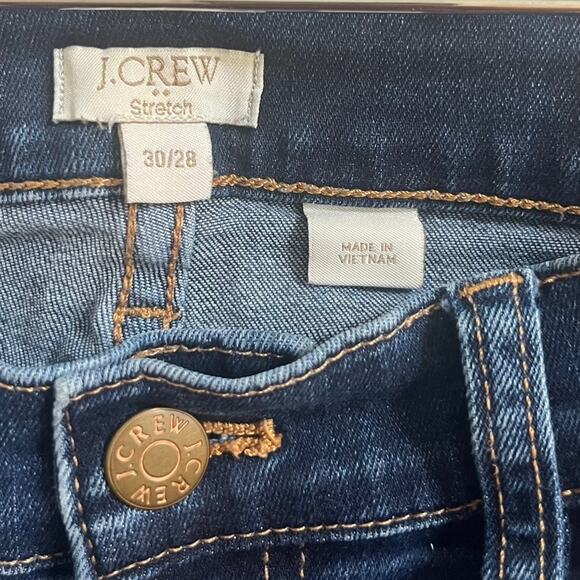 J.CREW
Stretch
30/28
MADE IN
VIETNAM
J.CREW J.CREW